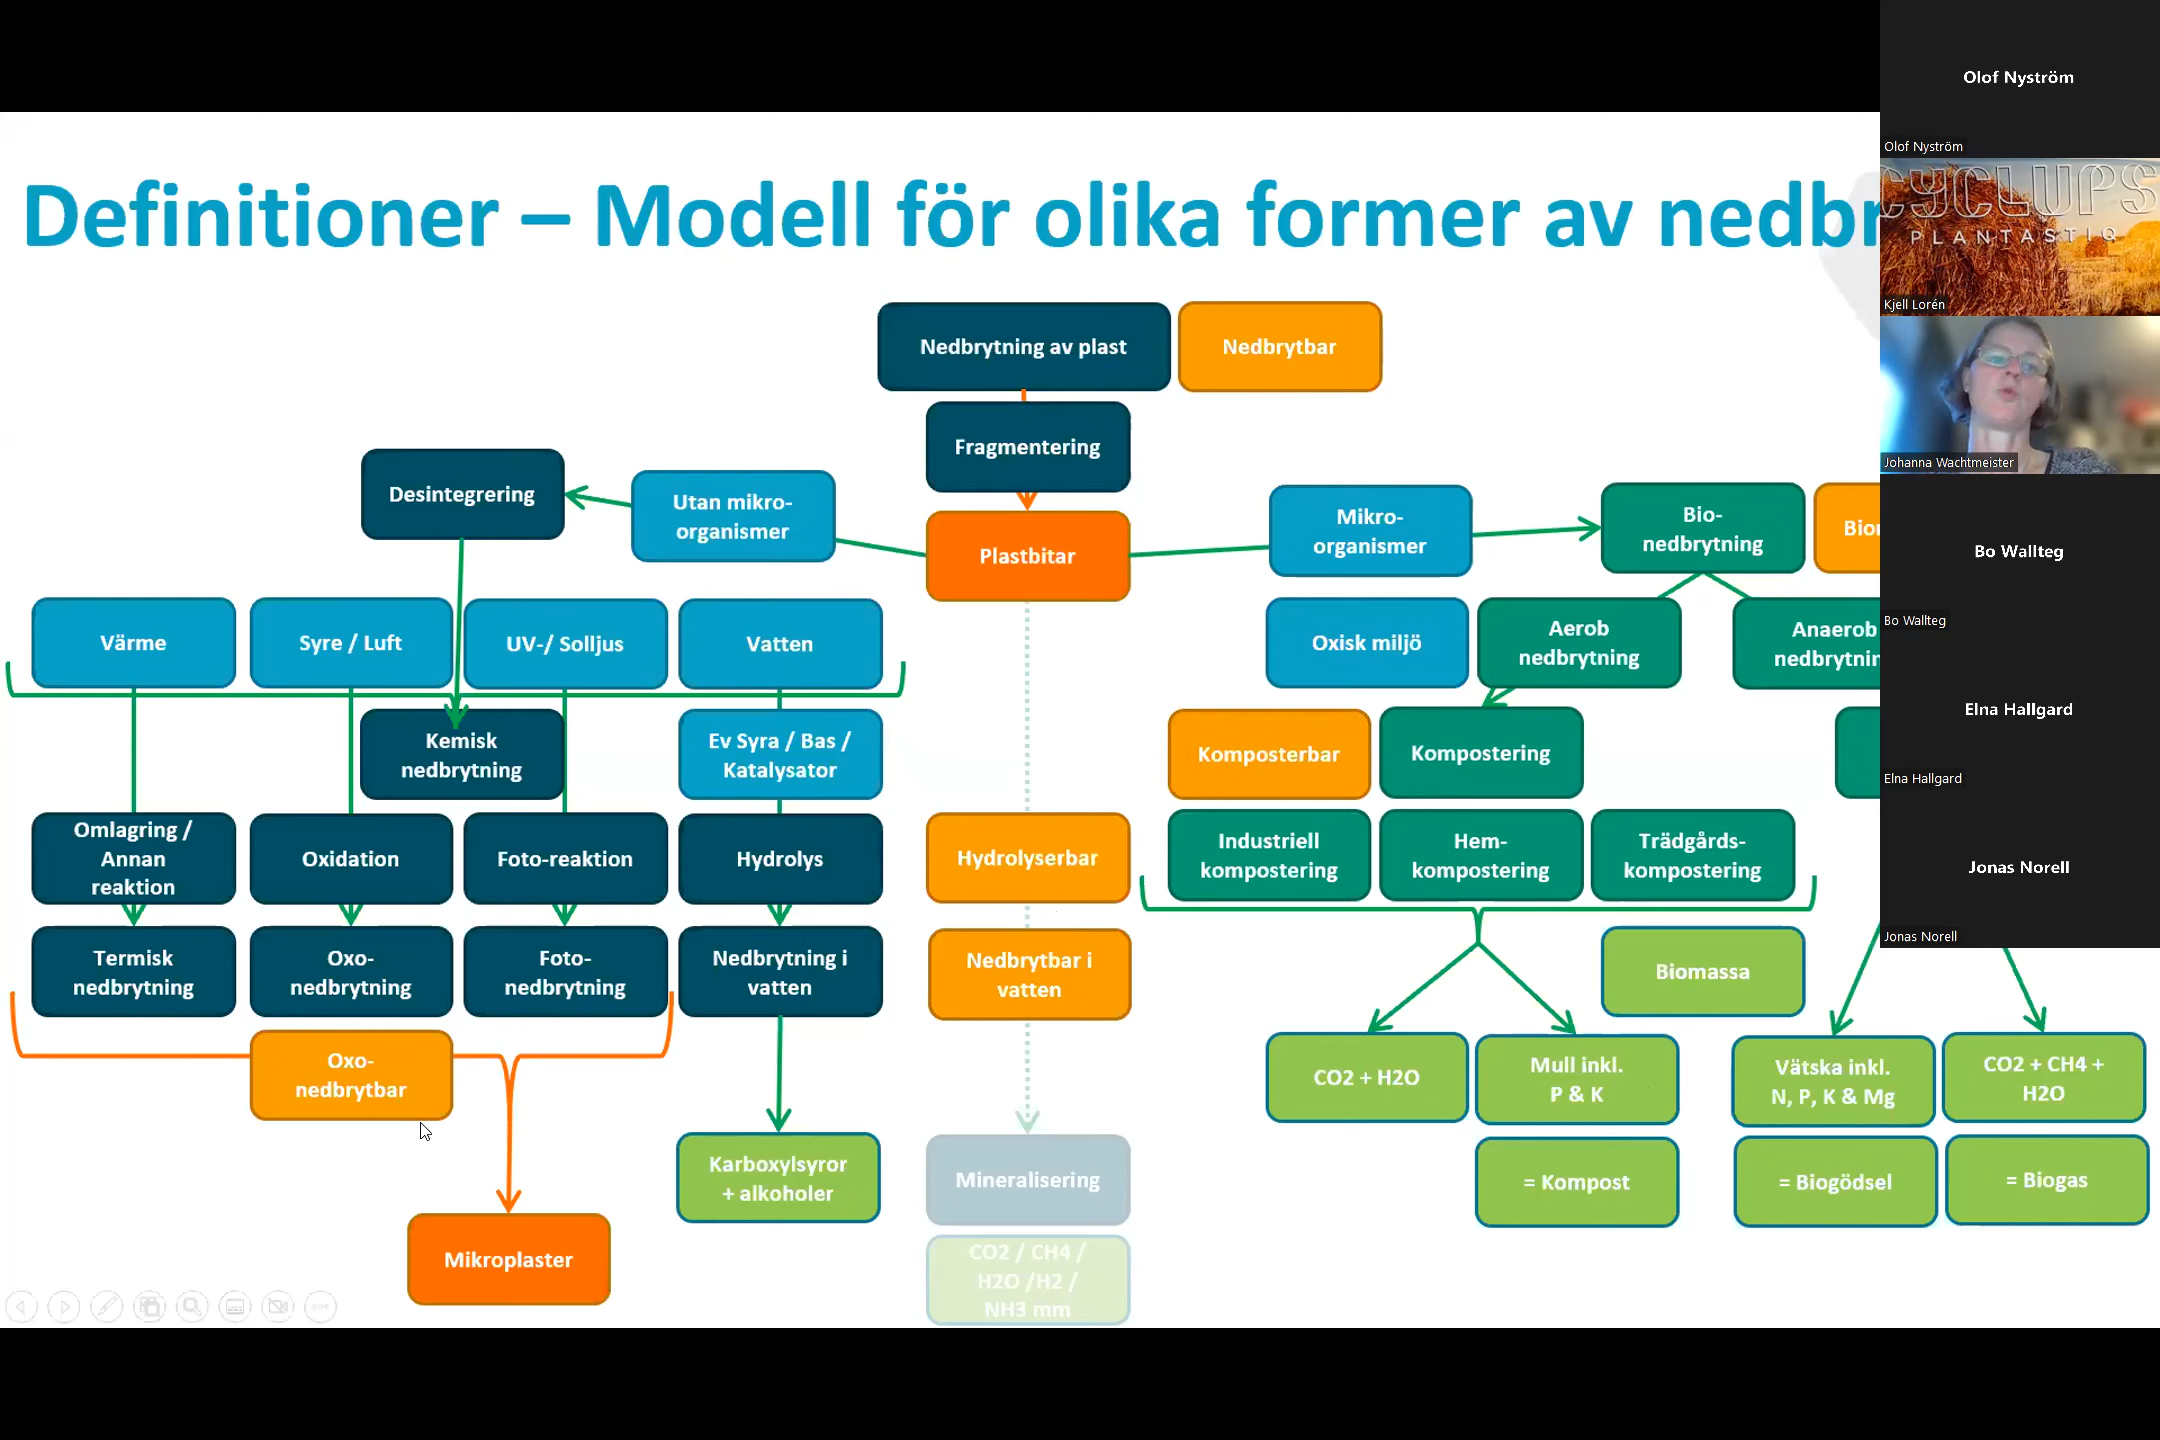 Definitioner – Modell för olika former av nedbr
Nedbrytning av plast
Nedbrytbar
Fragmentering
Desintegrering
Utan mikro-
organismer
Plastbitar
Mikro-
organismer
Bio-
nedbrytning
Värme
Syre / Luft
UV-/ Solljus
Vatten
Oxisk miljö
Aerob
nedbrytning
Anaerob
Kemisk
nedbrytning
Ev Syra / Bas /
Katalysator
Komposterbar
Kompostering
Omlagring /
Annan
reaktion
Oxidation
Foto-reaktion
Hydrolys
Hydrolyserbar
Industriell
kompostering
Hem-
kompostering
Trädgårds-
kompostering
Termisk
nedbrytning
Oxo-
nedbrytning
Foto-
nedbrytning
Nedbrytning i
vatten
Nedbrytbar i
vatten
Biomassa
Oxo-
nedbrytbar
CO2 + H2O
Mull inkl.
P & K
Vätska inkl.
N, P, K & Mg
CO2 + CH4 +
H2O
Karboxylsyror
+ alkoholer
Mineralisering
= Kompost
= Biogödsel
= Biogas
Mikroplaster
CO2 / CH4 /
H2O /H2 /
NH3 mm
Olof Nyström
Olof Nyström
CYCLUPS
PLANTASTIQ
Kjell Lorén
Johanna Wachtmeister
Bo Wallteg
Bo Wallteg
Elna Hallgard
Elna Hallgard
Jonas Norell
Jonas Norell